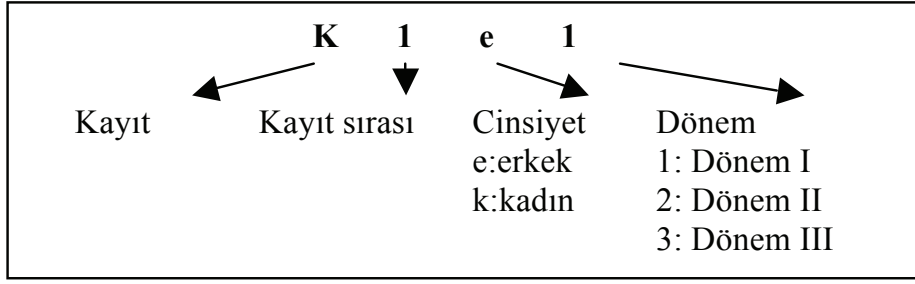 K 1 e 1
Kayıt Kayıt sırası Cinsiyet Dönem
e:erkek 1: Dönem I
k:kadın 2: Dönem II
3: Dönem III